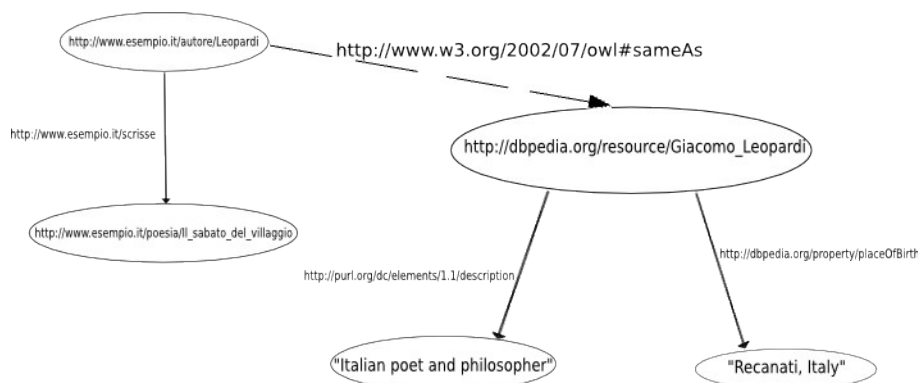 http://www.esempio.it/autore/Leopardi
http://www.w3.org/2002/07/owl#sameAs
http://www.esempio.it/scrisse
http://dbpedia.org/resource/Giacomo_Leopardi
http://www.esempio.it/poesia/Il_sabato_del_villaggio
http://purl.org/dc/elements/1.1/description
http://dbpedia.org/property/placeOfBirth
"Italian poet and philosopher"
"Recanati, Italy"